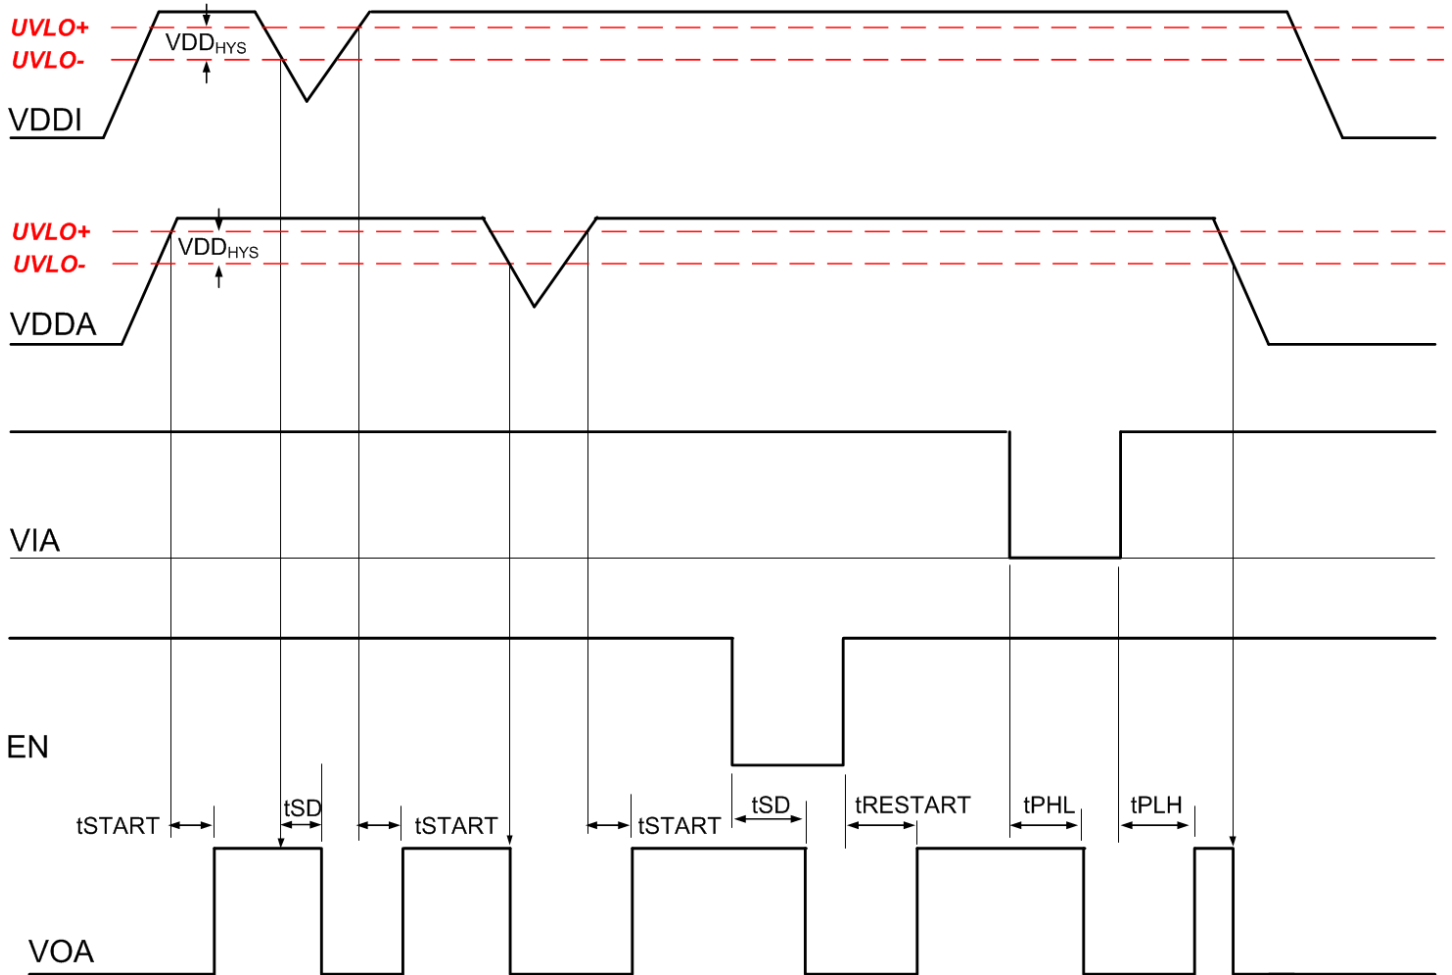 UVLO+
VDDHYS
UVLO-
VDDI
UVLO+
VDDHYS
UVLO-
VDDA
VIA
EN
tSTART
tSD
tSTART
tSTART
tSD
tRESTART
tPHL
tPLH
VOA